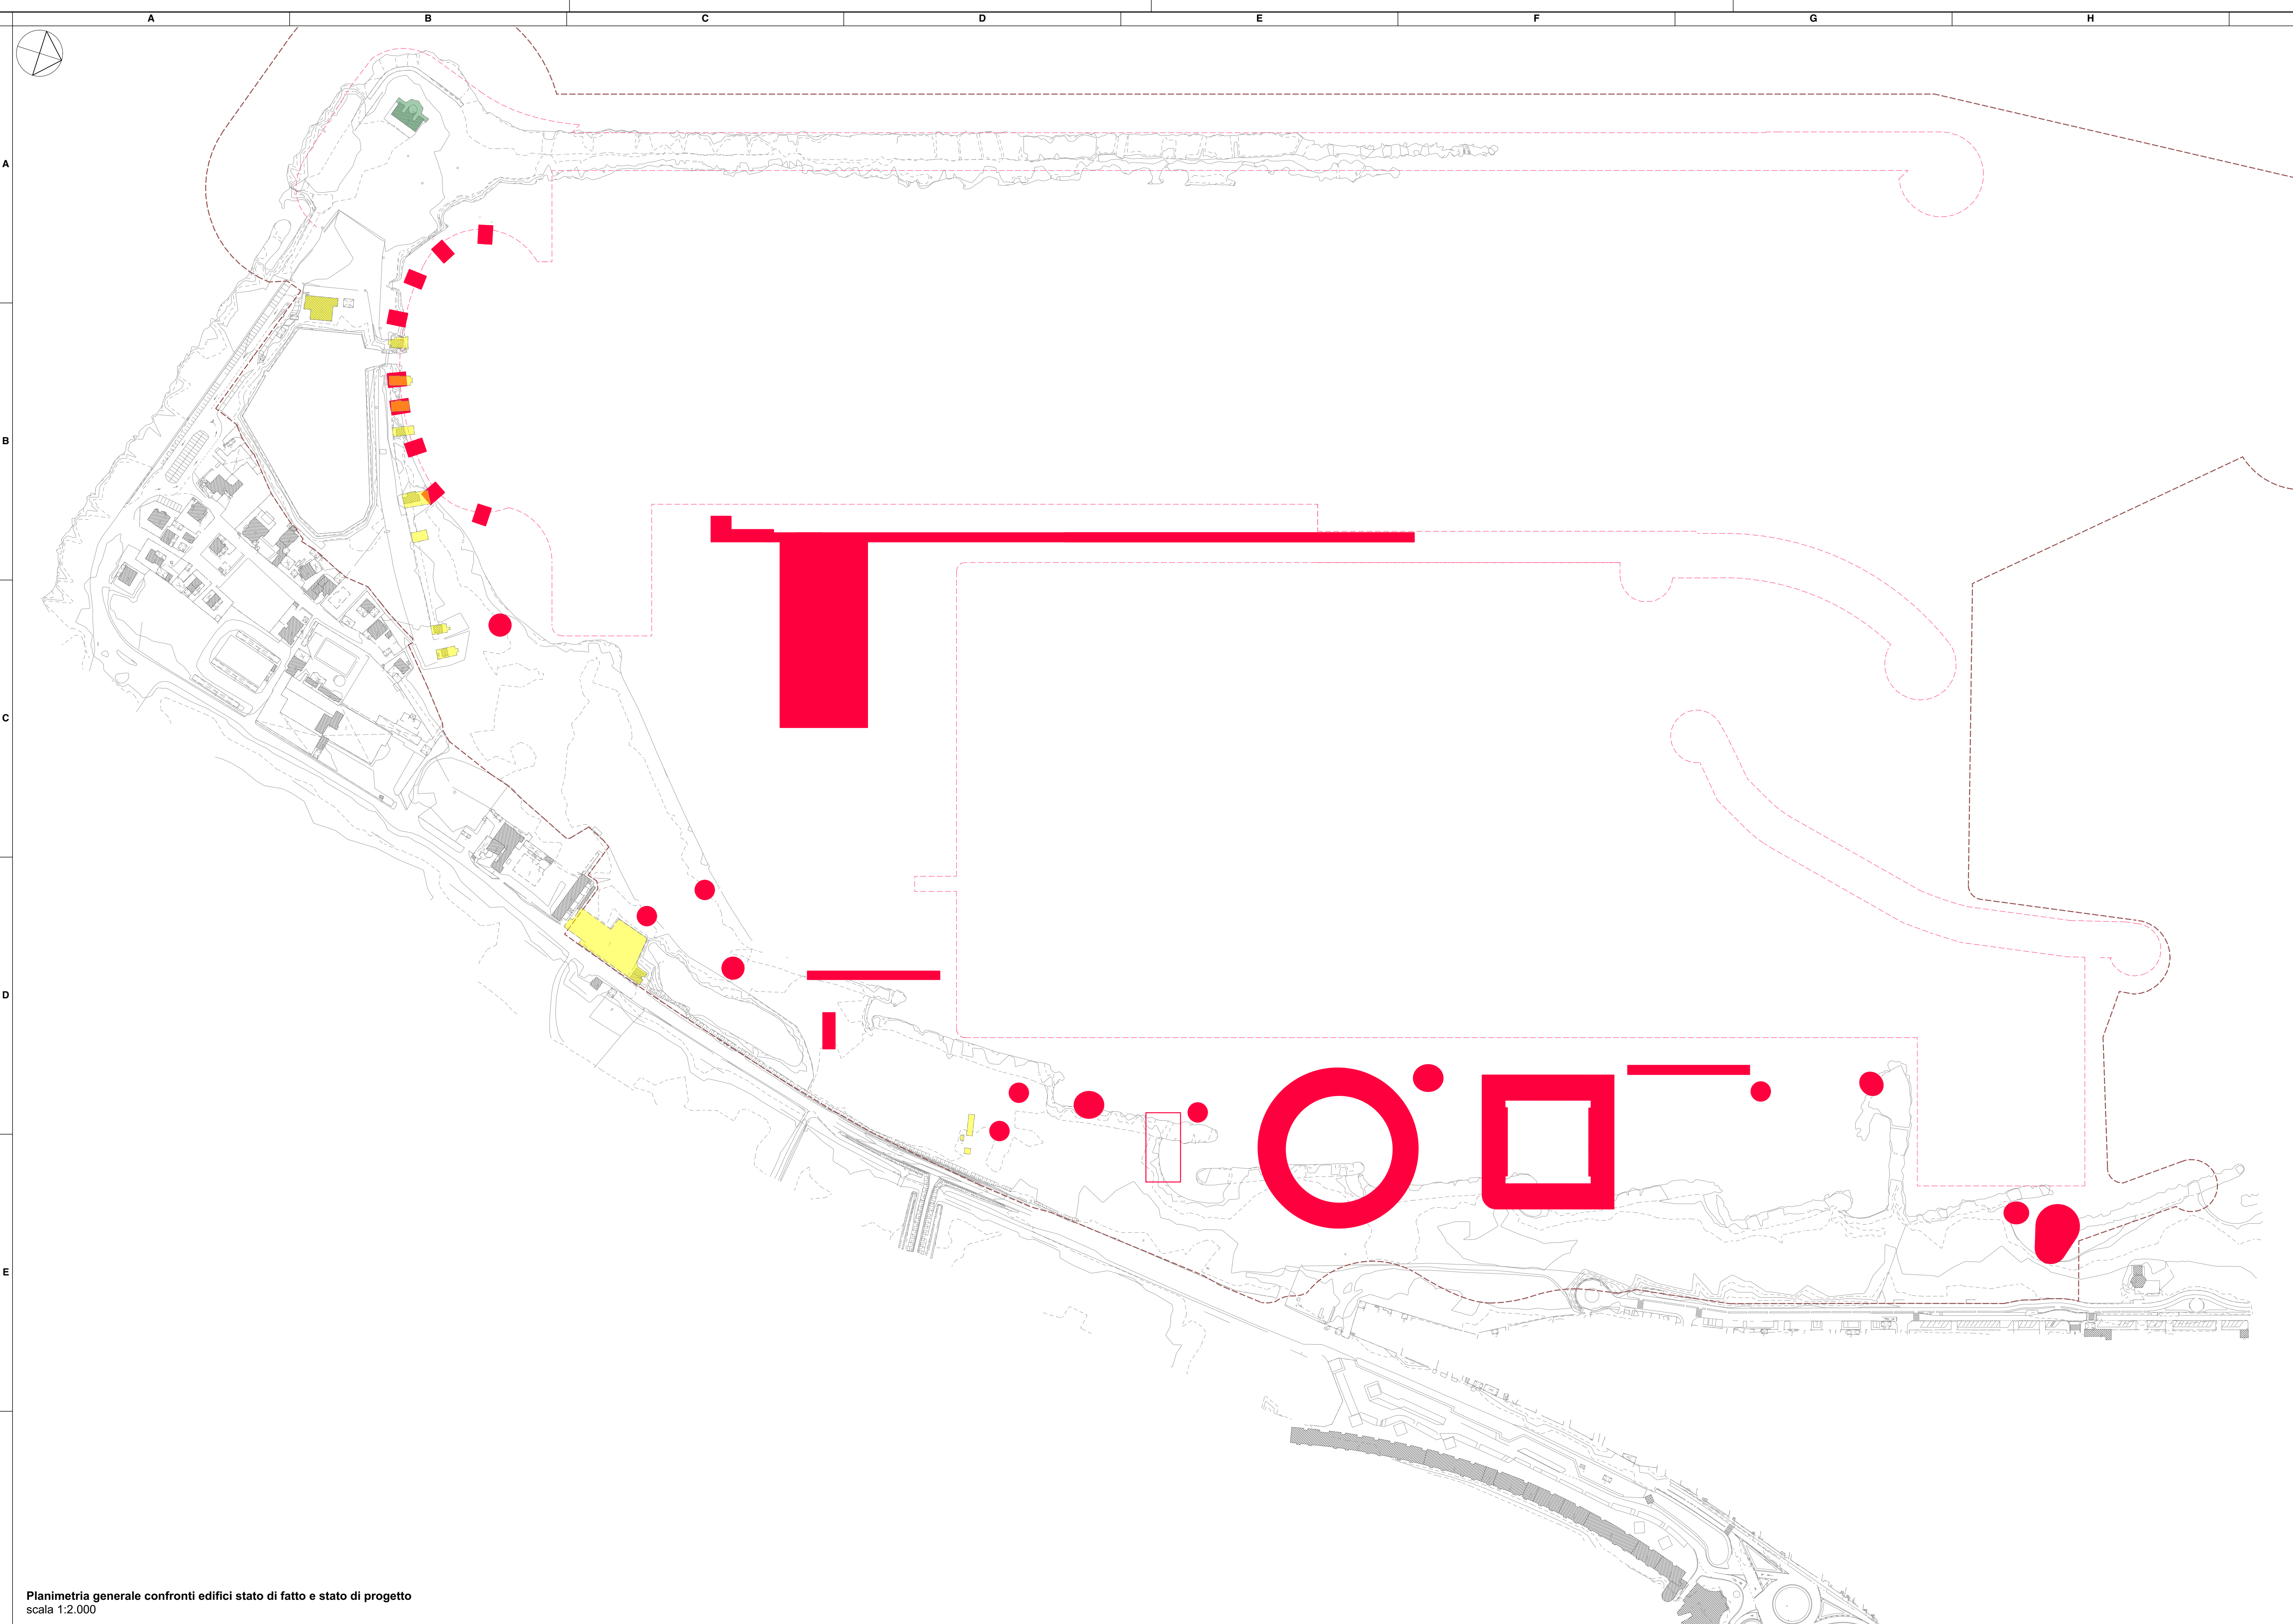 A B C D E F G H
A
B
C
D
E
Planimetria generale confronti edifici stato di fatto e stato di progetto
scala 1:2.000